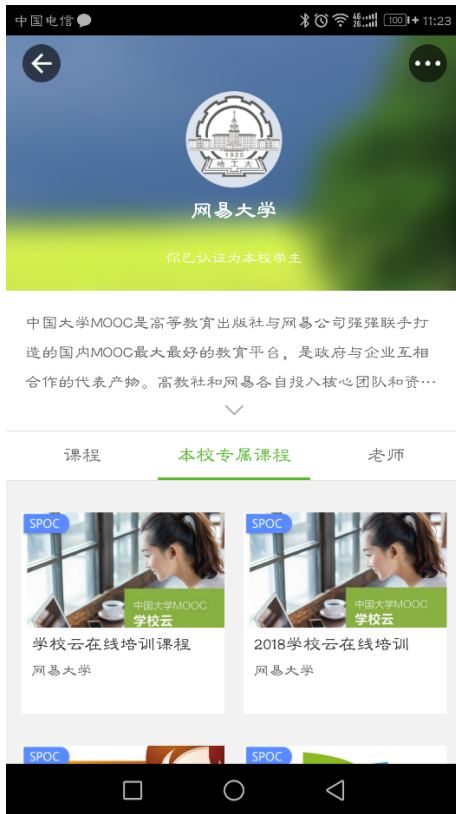 中国电信
46
26
100
11:23
1920
哈工大
网易大学
你已认证为本校学生
中国大学MOOC是高等教育出版社与网易公司强强联手打
造的国内MOOC最大最好的教育平台，是政府与企业互相
合作的代表产物。高教社和网易各自投入核心团队和资…
课程
本校专属课程
老师
SPOC
中国大学MOOC
学校云
学校云在线培训课程
网易大学
SPOC
中国大学MOOC
学校云
2018学校云在线培训
网易大学
SPOC
SPOC